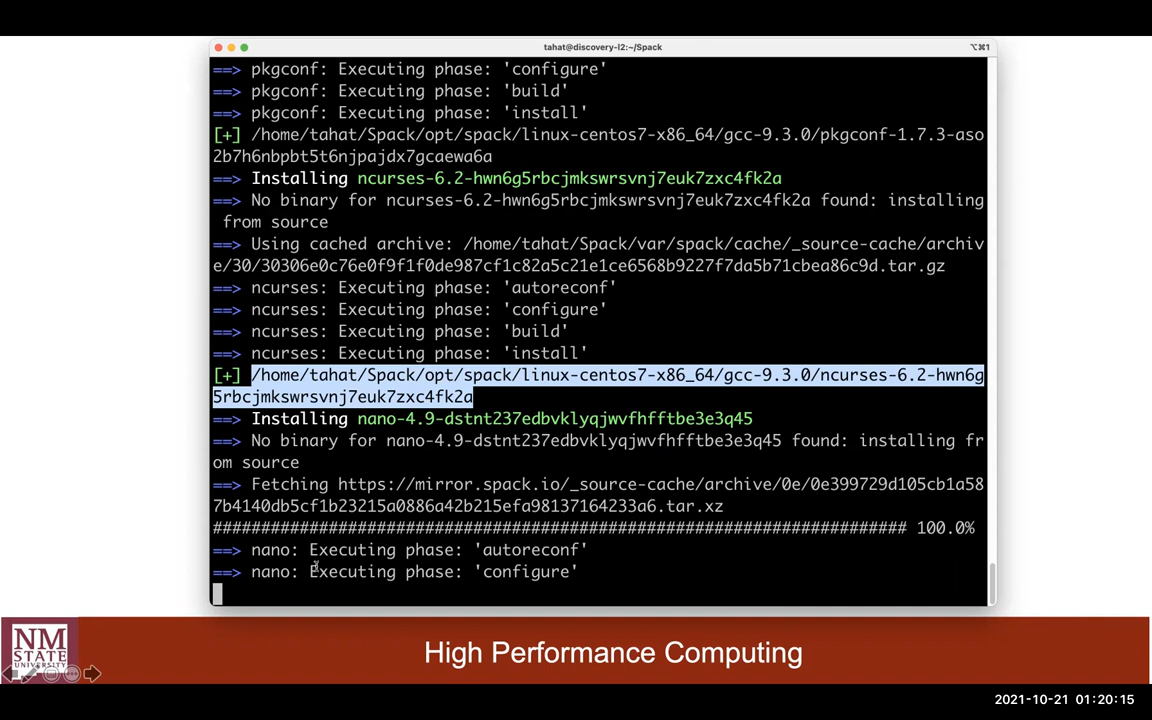 tahat@discovery-l2:~/Spack
⌥⌘1
==> pkgconf: Executing phase: 'configure'
==> pkgconf: Executing phase: 'build'
==> pkgconf: Executing phase: 'install'
[+] /home/tahat/Spack/opt/spack/linux-centos7-x86_64/gcc-9.3.0/pkgconf-1.7.3-aso
2b7h6nbpbt5t6njpajdx7gcaewa6a
==> Installing ncurses-6.2-hwn6g5rbcjmkswrsvnj7euk7zxc4fk2a
==> No binary for ncurses-6.2-hwn6g5rbcjmkswrsvnj7euk7zxc4fk2a found: installing
from source
==> Using cached archive: /home/tahat/Spack/var/spack/cache/_source-cache/archiv
e/30/30306e0c76e0f9f1f0de987cf1c82a5c21e1ce6568b9227f7da5b71cbea86c9d.tar.gz
==> ncurses: Executing phase: 'autoreconf'
==> ncurses: Executing phase: 'configure'
==> ncurses: Executing phase: 'build'
==> ncurses: Executing phase: 'install'
[+] /home/tahat/Spack/opt/spack/linux-centos7-x86_64/gcc-9.3.0/ncurses-6.2-hwn6g
5rbcjmkswrsvnj7euk7zxc4fk2a
==> Installing nano-4.9-dstnt237edbvklyqjwvfhfftbe3e3q45
==> No binary for nano-4.9-dstnt237edbvklyqjwvfhfftbe3e3q45 found: installing fr
om source
==> Fetching https://mirror.spack.io/_source-cache/archive/0e/0e399729d105cb1a58
7b4140db5cf1b23215a0886a42b215efa98137164233a6.tar.xz
######################################################################## 100.0%
==> nano: Executing phase: 'autoreconf'
==> nano: Executing phase: 'configure'
NM
STATE
UNIVERSITY
High Performance Computing
2021-10-21 01:20:15